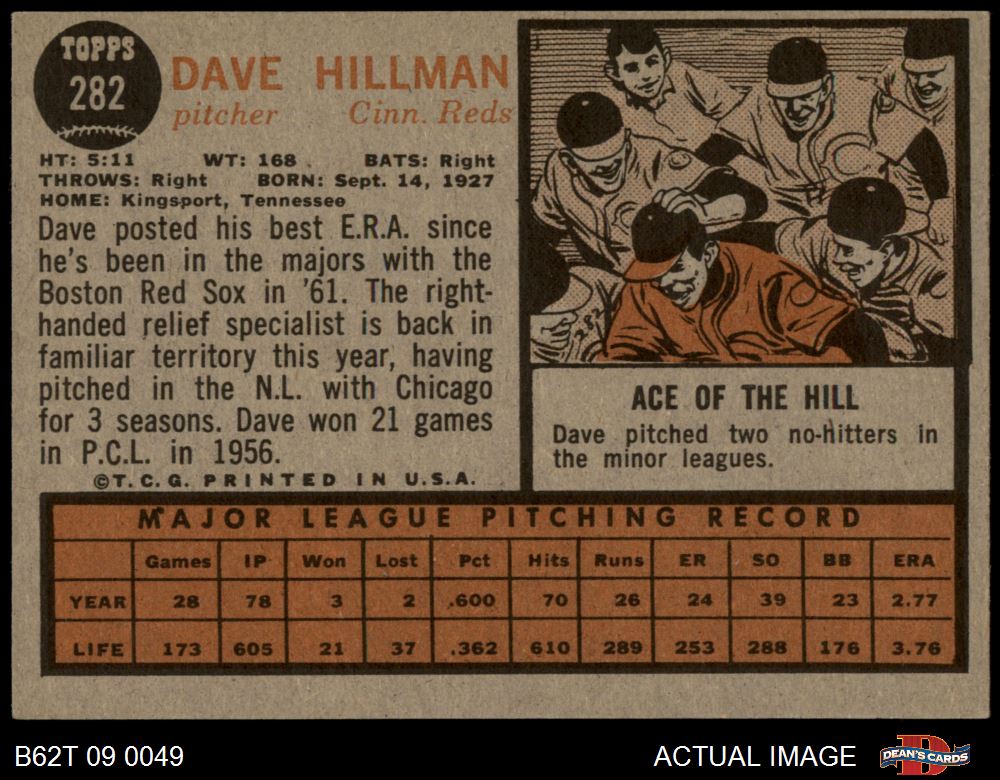 TOPPS
282
DAVE HILLMAN
pitcher Cinn. Reds
HT: 5:11 WT: 168 BATS: Right
THROWS: Right BORN: Sept. 14, 1927
HOME: Kingsport, Tennessee
Dave posted his best E.R.A. since
he's been in the majors with the
Boston Red Sox in '61. The right-
handed relief specialist is back in
familiar territory this year, having
pitched in the N.L. with Chicago
for 3 seasons. Dave won 21 games
in P.C.L. in 1956.
©T.C.G. PRINTED IN U.S.A.
282
ACE OF THE HILL
Dave pitched two no-hitters in
the minor leagues.
MAJOR LEAGUE PITCHING RECORD
Games IP Won Lost Pct Hits Runs ER SO BB ERA
YEAR 28 78 3 2 .600 70 26 24 39 23 2.77
LIFE 173 605 21 37 .362 610 289 253 288 176 3.76
B62T 09 0049 ACTUAL IMAGE DEAN'S CARDS